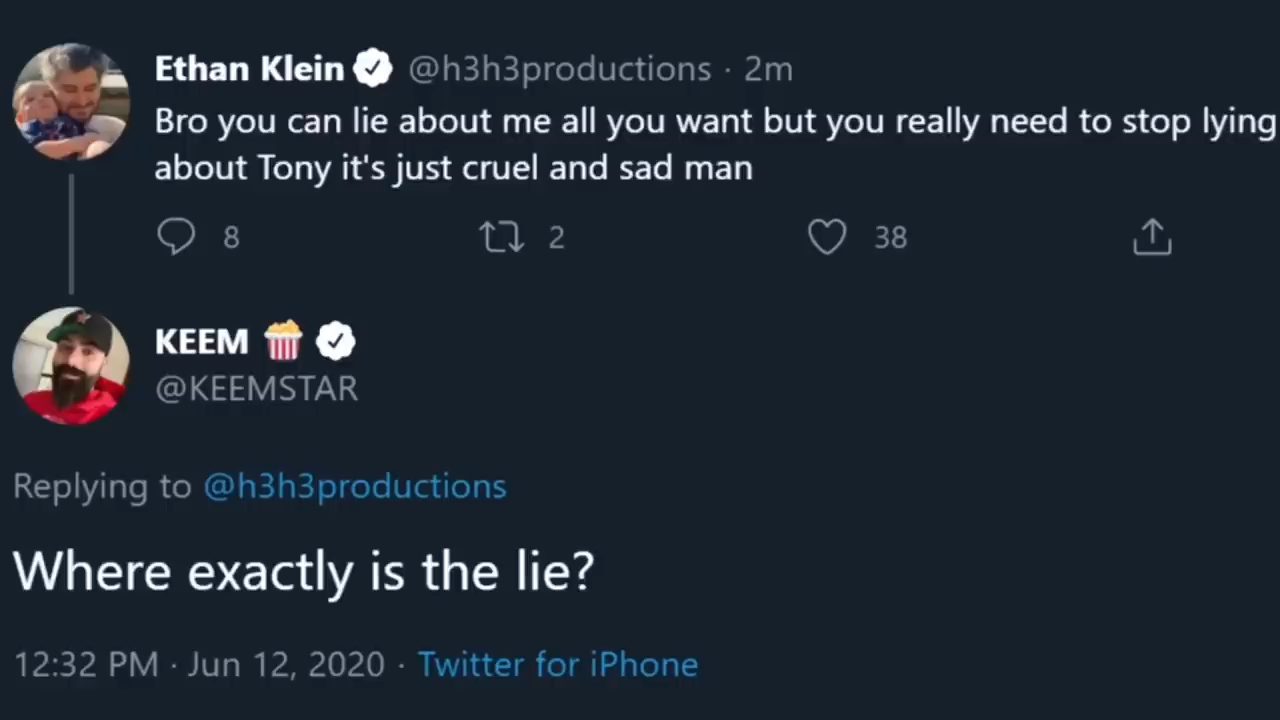 Ethan Klein @h3h3productions · 2m
Bro you can lie about me all you want but you really need to stop lying
about Tony it's just cruel and sad man
8 2 38
KEEM 🍿
@KEEMSTAR
Replying to @h3h3productions
Where exactly is the lie?
12:32 PM · Jun 12, 2020 · Twitter for iPhone